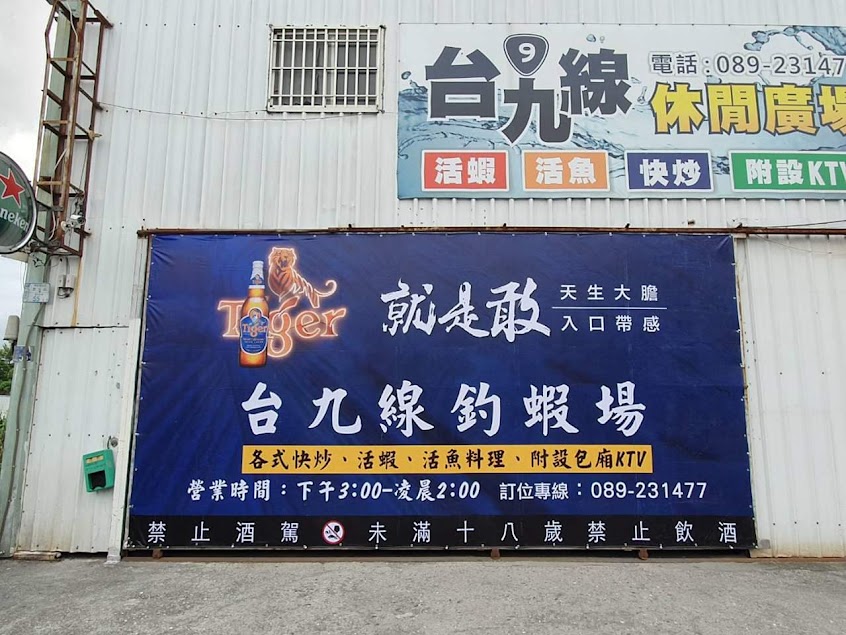 台九線
9
電話：089-231477
休閒廣場
活蝦 活魚 快炒 附設KTV
Heineken
Tiger
Tiger
就是敢
天生大膽
入口帶感
台九線釣蝦場
各式快炒、活蝦、活魚料理、附設包廂KTV
營業時間：下午3:00-凌晨2:00 訂位專線：089-231477
禁止酒駕 未滿十八歲禁止飲酒